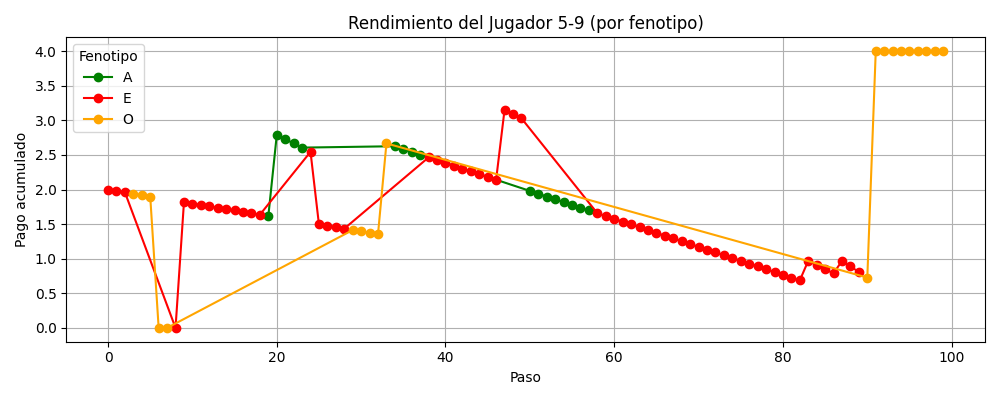 Rendimiento del Jugador 5-9 (por fenotipo)
Fenotipo
A
E
O
Pago acumulado
4.0
3.5
3.0
2.5
2.0
1.5
1.0
0.5
0.0
0 20 40 60 80 100
Paso